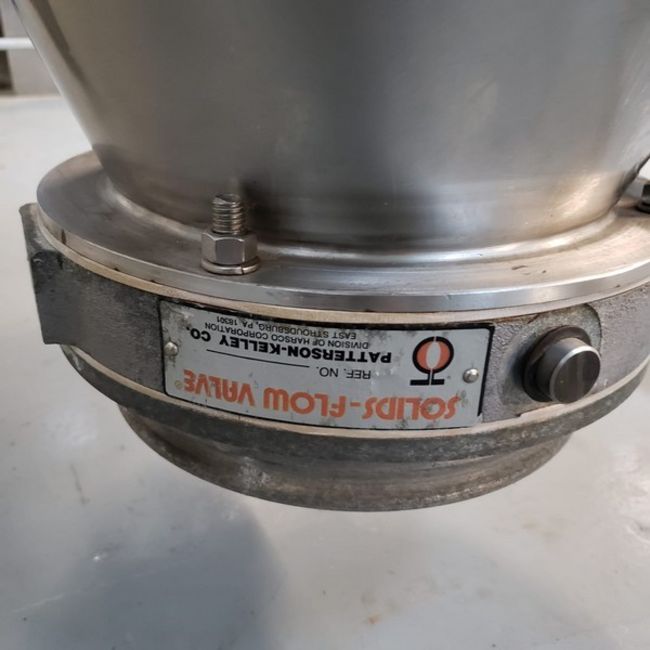 SOLIDS-FLOW VALVE®
REF. NO.
PATTERSON-KELLEY CO.
DIVISION OF HARSCO CORPORATION
EAST STROUDSBURG, PA. 18301